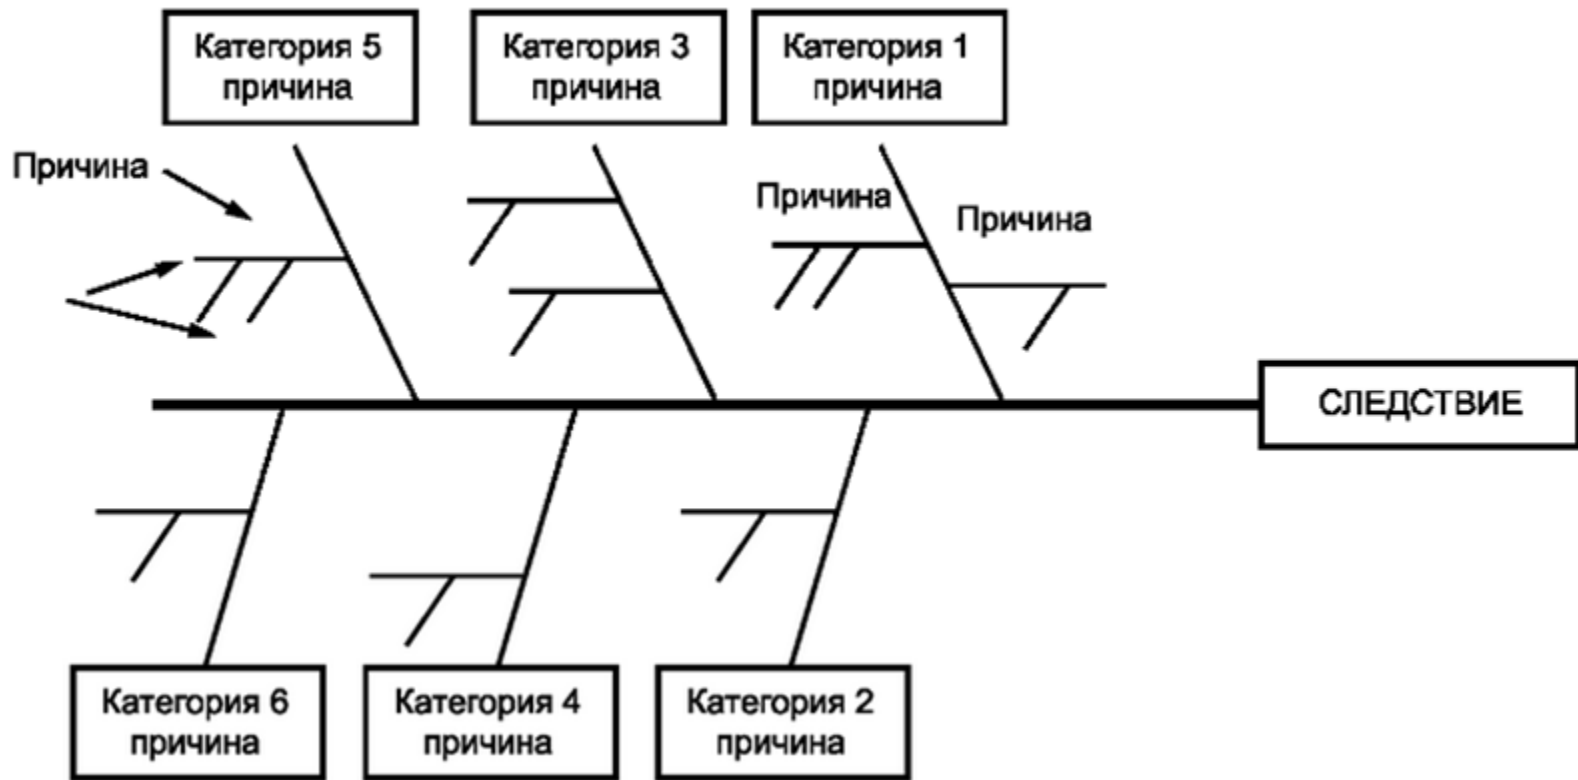 Категория 5
причина
Категория 3
причина
Категория 1
причина
Причина
Причина
Причина
СЛЕДСТВИЕ
Категория 6
причина
Категория 4
причина
Категория 2
причина